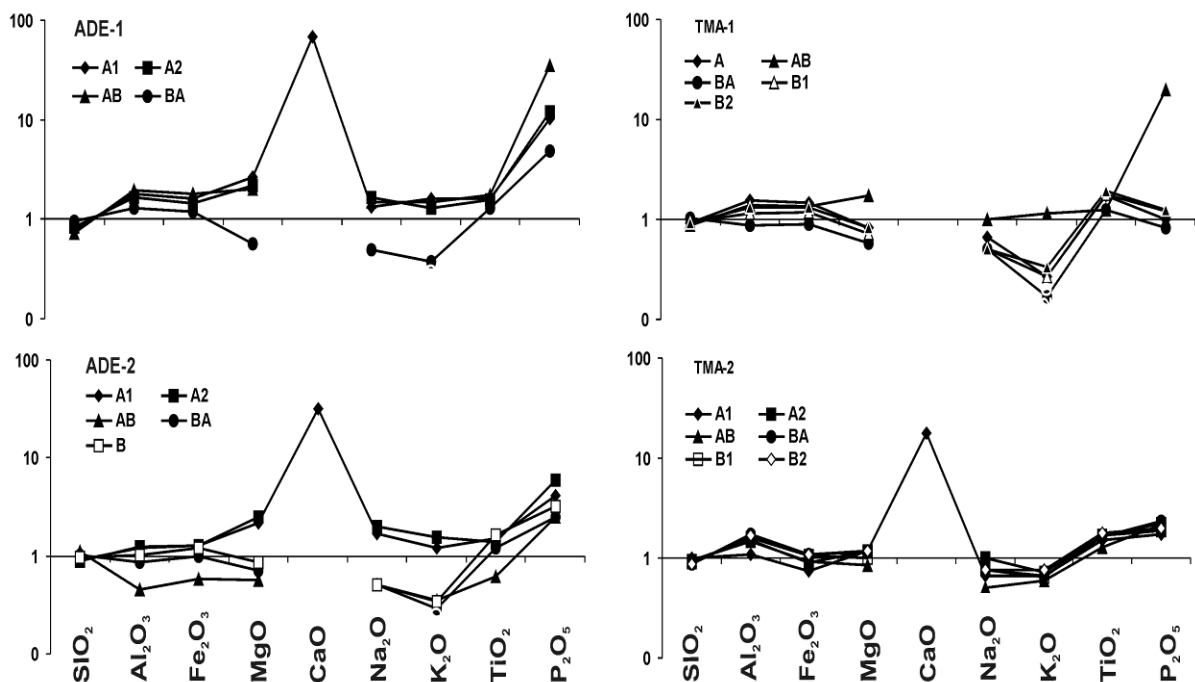 ADE-1
A1 A2
AB BA
100
10
1
0
TMA-1
A AB
BA B1
B2
100
10
1
0
ADE-2
A1 A2
AB BA
B
100
10
1
0
SIO₂ Al₂O₃ Fe₂O₃ MgO CaO Na₂O K₂O TiO₂ P₂O₅
TMA-2
A1 A2
AB BA
B1 B2
100
10
1
0
SIO₂ Al₂O₃ Fe₂O₃ MgO CaO Na₂O K₂O TiO₂ P₂O₅